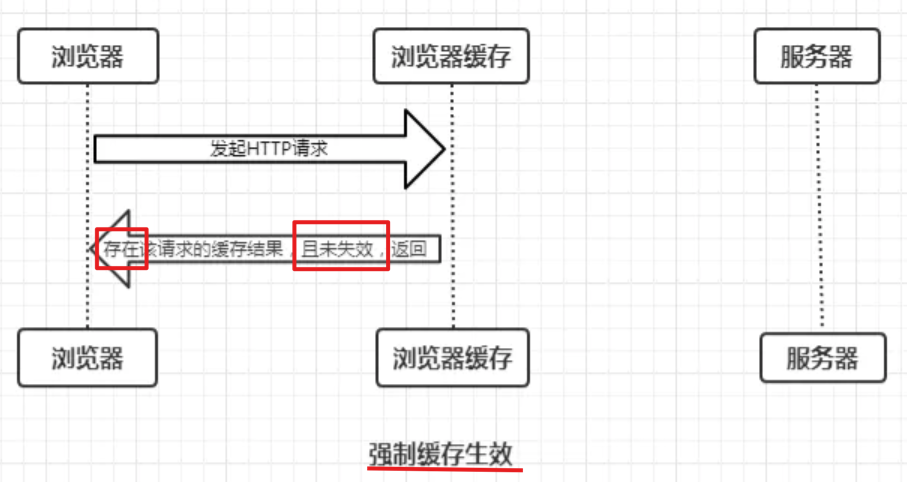 浏览器
浏览器缓存
服务器
发起HTTP请求
存在该请求的缓存结果，且未失效，返回
浏览器
浏览器缓存
服务器
强制缓存生效